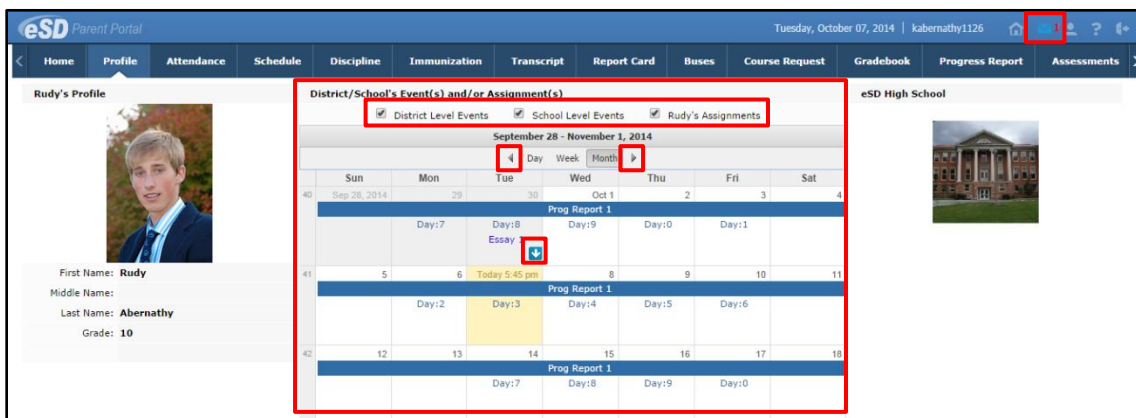 eSD Parent Portal
Tuesday, October 07, 2014 | kabernathy1126 1 ?
Home Profile Attendance Schedule Discipline Immunization Transcript Report Card Buses Course Request Gradebook Progress Report Assessments
Rudy's Profile
District/School's Event(s) and/or Assignment(s)
eSD High School
District Level Events School Level Events Rudy's Assignments
September 28 - November 1, 2014
Day Week Month
Sun Mon Tue Wed Thu Fri Sat
40 Sep 28, 2014 29 30 Oct 1 2 3 4
Prog Report 1
Day:7 Day:8 Day:9 Day:0 Day:1
Essay 1
First Name: Rudy
Middle Name:
Last Name: Abernathy
Grade: 10
41 5 6 Today 5:45 pm 8 9 10 11
Prog Report 1
Day:2 Day:3 Day:4 Day:5 Day:6
42 12 13 14 15 16 17 18
Prog Report 1
Day:7 Day:8 Day:9 Day:0